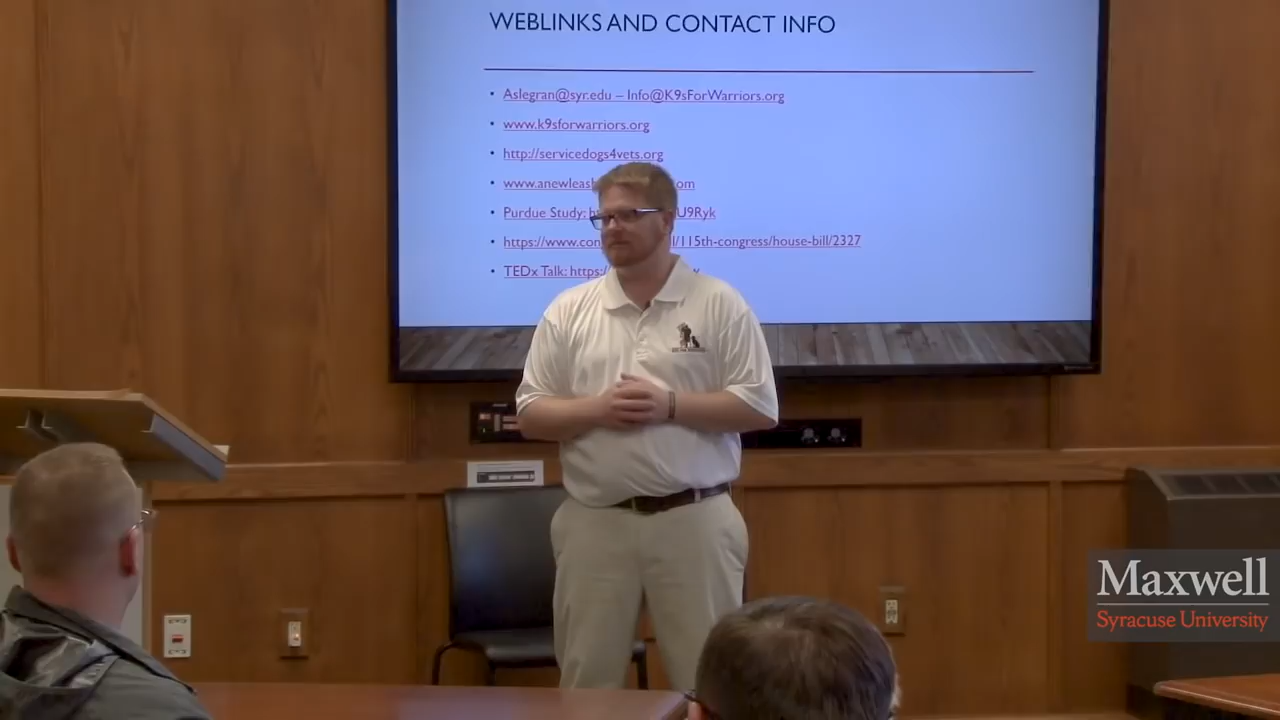 WEBLINKS AND CONTACT INFO
• Aslegran@syr.edu – Info@K9sForWarriors.org
• www.k9sforwarriors.org
• http://servicedogs4vets.org
• www.anewleas om
• Purdue Study: h U9Ryk
• https://www.con l/115th-congress/house-bill/2327
• TEDx Talk: https:/
Maxwell
Syracuse University